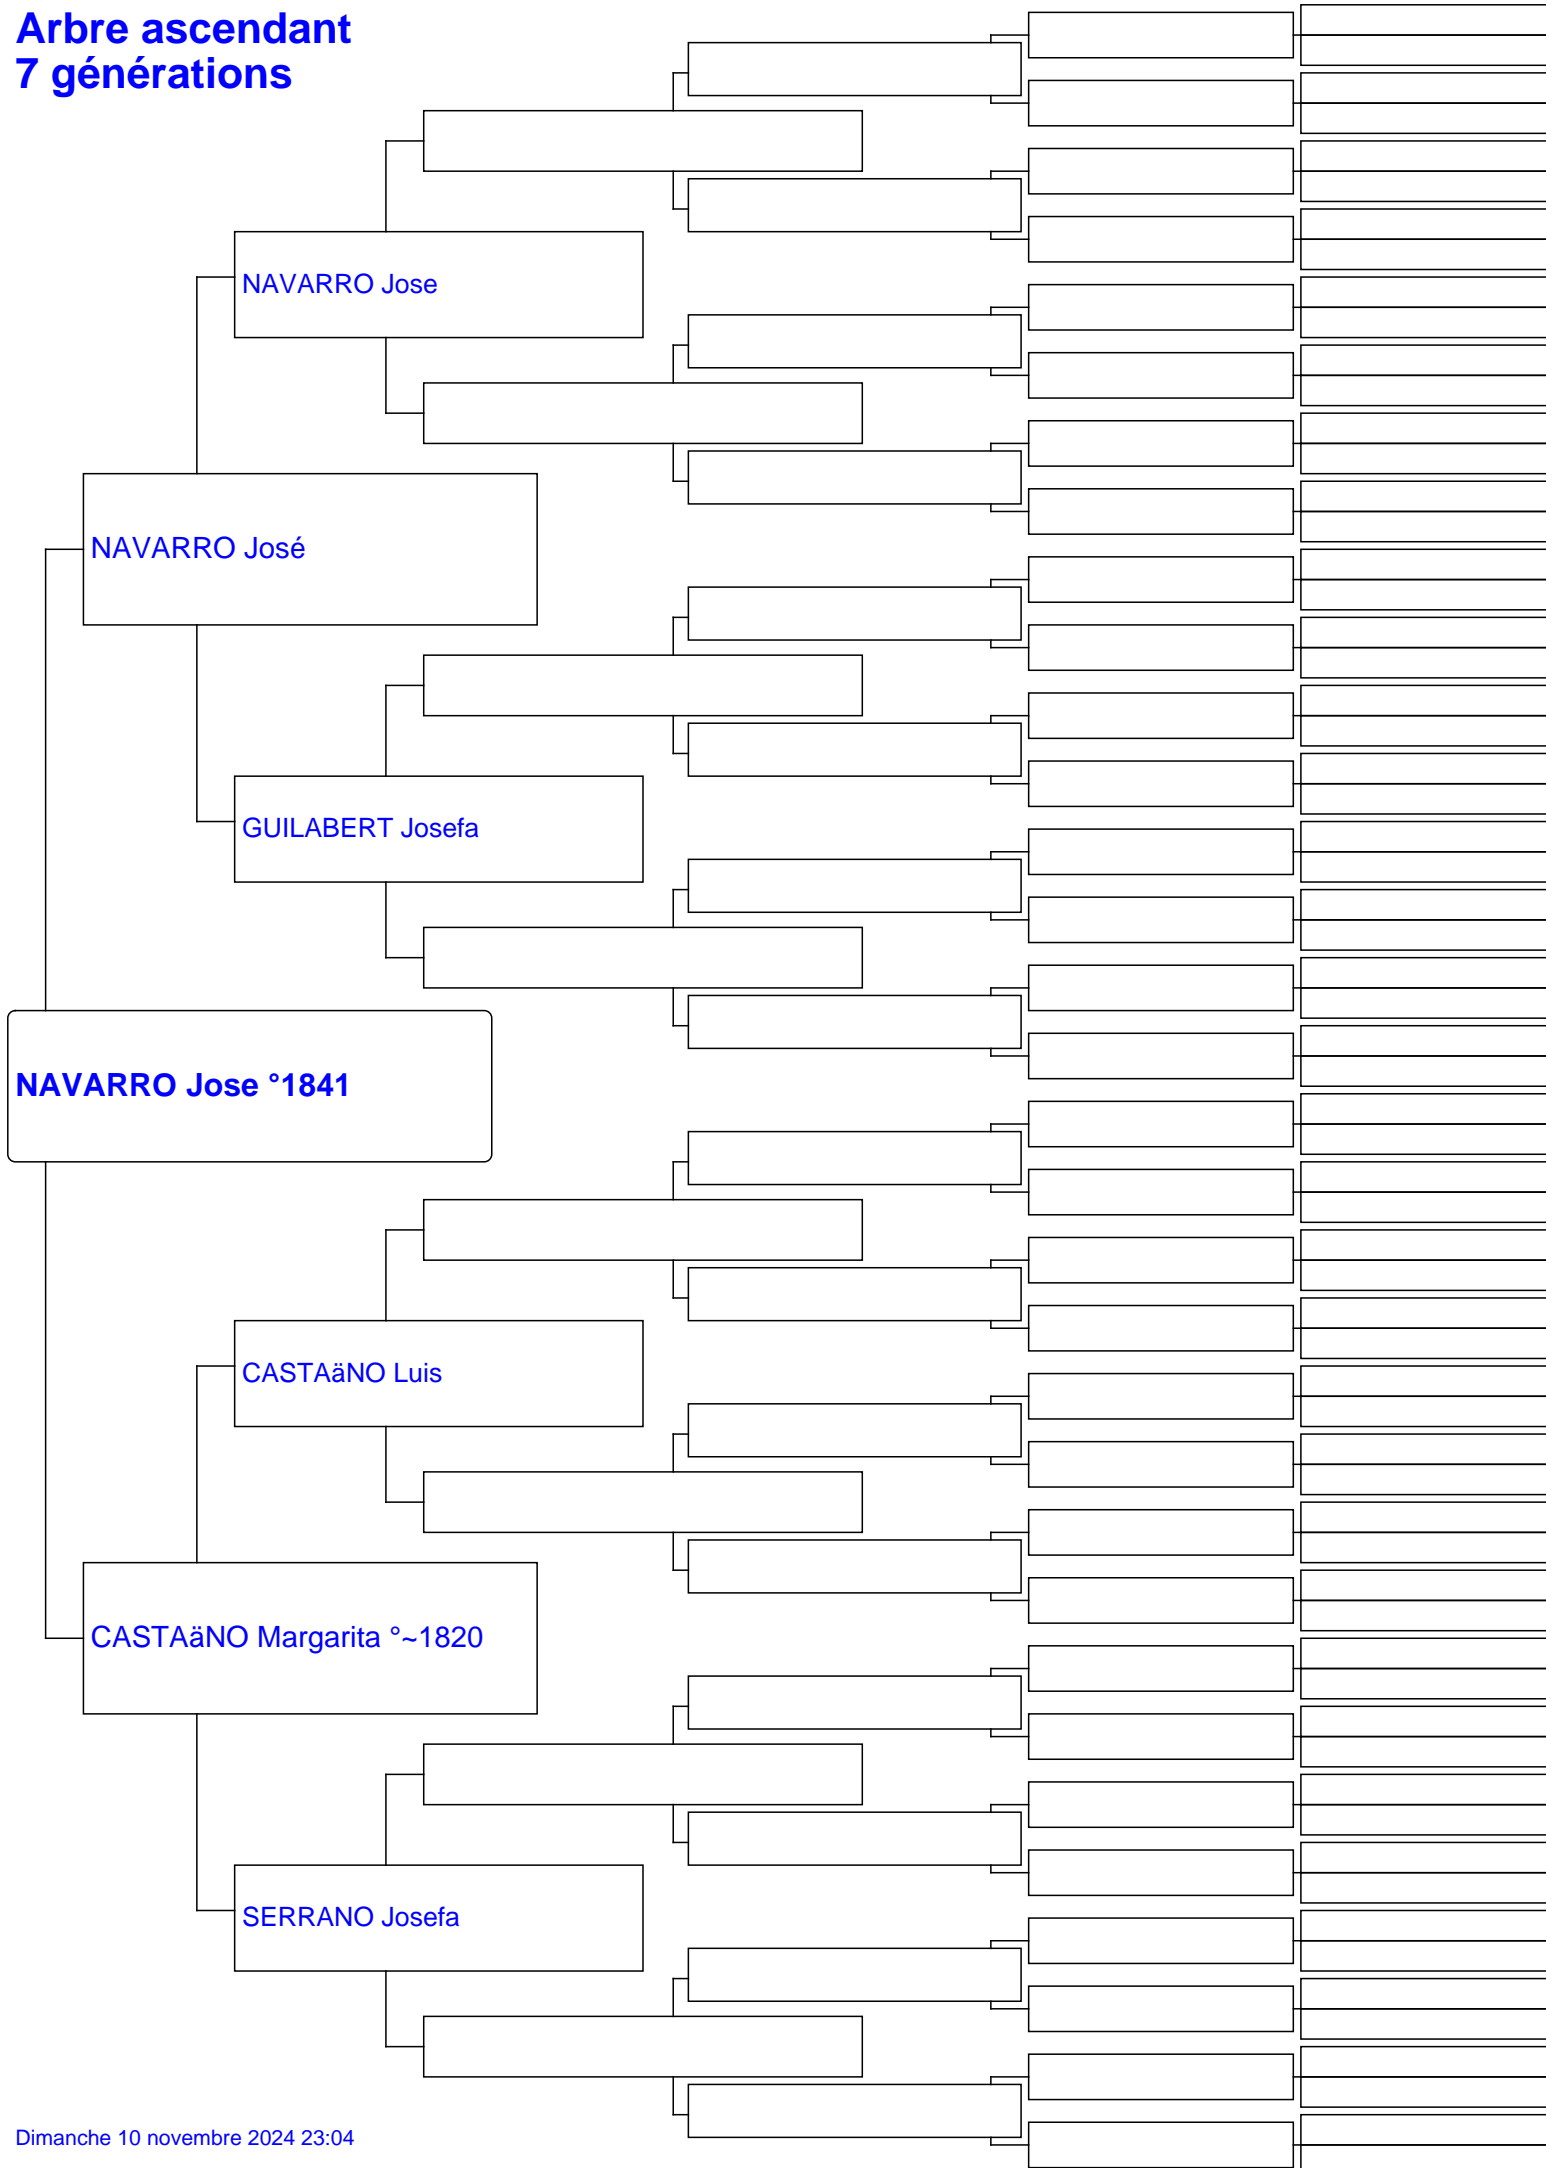 Arbre ascendant
7 générations
NAVARRO Jose
NAVARRO José
GUILABERT Josefa
NAVARRO Jose °1841
CASTAäNO Luis
CASTAäNO Margarita °~1820
SERRANO Josefa
Dimanche 10 novembre 2024 23:04